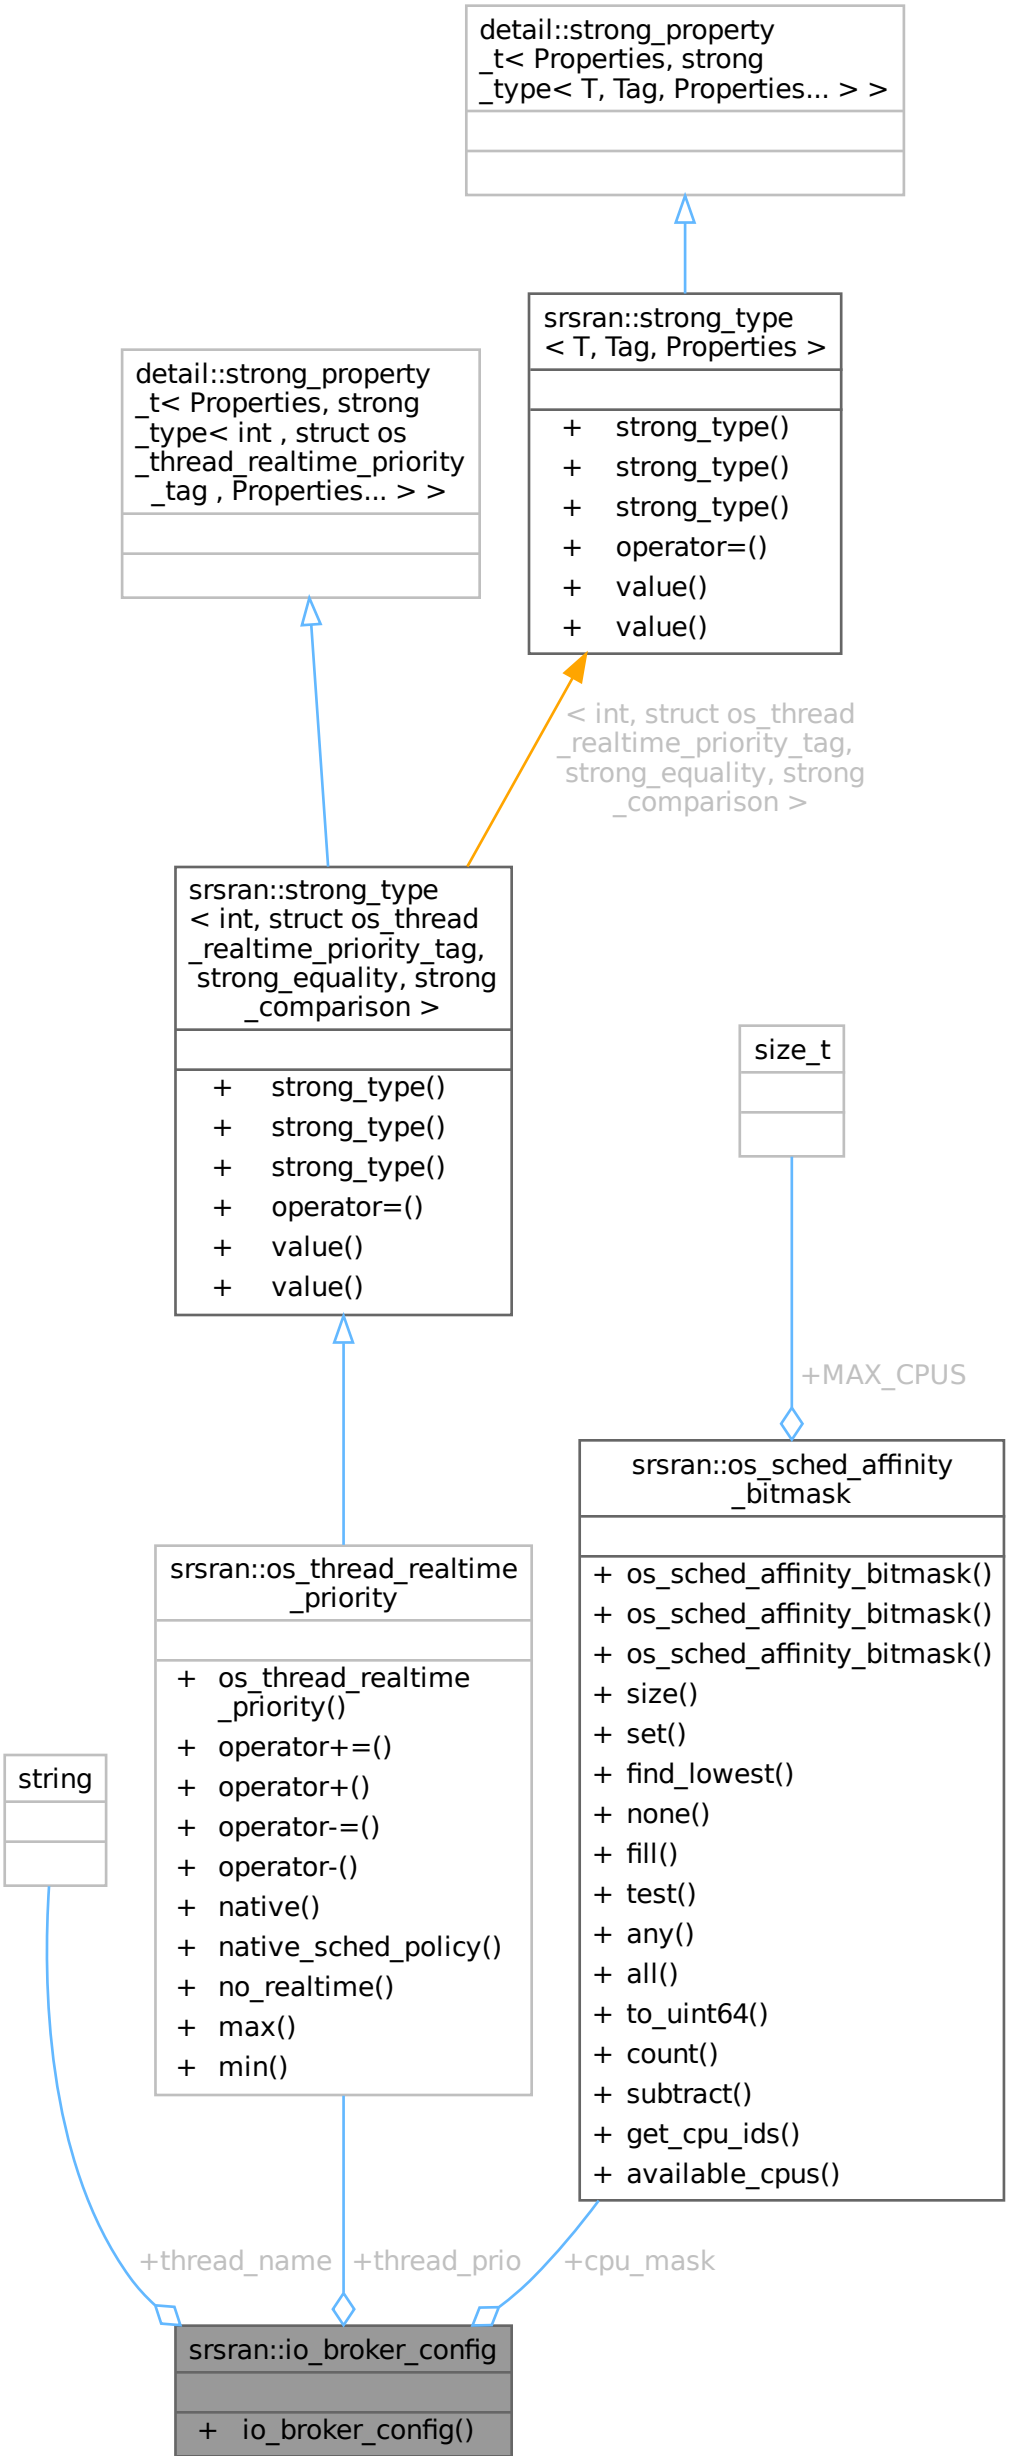 detail::strong_property
_t< Properties, strong
_type< T, Tag, Properties... > >
srsran::strong_type
< T, Tag, Properties >
+ strong_type()
+ strong_type()
+ strong_type()
+ operator=()
+ value()
+ value()
detail::strong_property
_t< Properties, strong
_type< int , struct os
_thread_realtime_priority
_tag , Properties... > >
< int, struct os_thread
_realtime_priority_tag,
strong_equality, strong
_comparison >
srsran::strong_type
< int, struct os_thread
_realtime_priority_tag,
strong_equality, strong
_comparison >
+ strong_type()
+ strong_type()
+ strong_type()
+ operator=()
+ value()
+ value()
size_t
+MAX_CPUS
srsran::os_sched_affinity
_bitmask
+ os_sched_affinity_bitmask()
+ os_sched_affinity_bitmask()
+ os_sched_affinity_bitmask()
+ size()
+ set()
+ find_lowest()
+ none()
+ fill()
+ test()
+ any()
+ all()
+ to_uint64()
+ count()
+ subtract()
+ get_cpu_ids()
+ available_cpus()
srsran::os_thread_realtime
_priority
+ os_thread_realtime
_priority()
+ operator+=()
+ operator+()
+ operator-=()
+ operator-()
+ native()
+ native_sched_policy()
+ no_realtime()
+ max()
+ min()
string
+thread_name
+thread_prio
+cpu_mask
srsran::io_broker_config
+ io_broker_config()